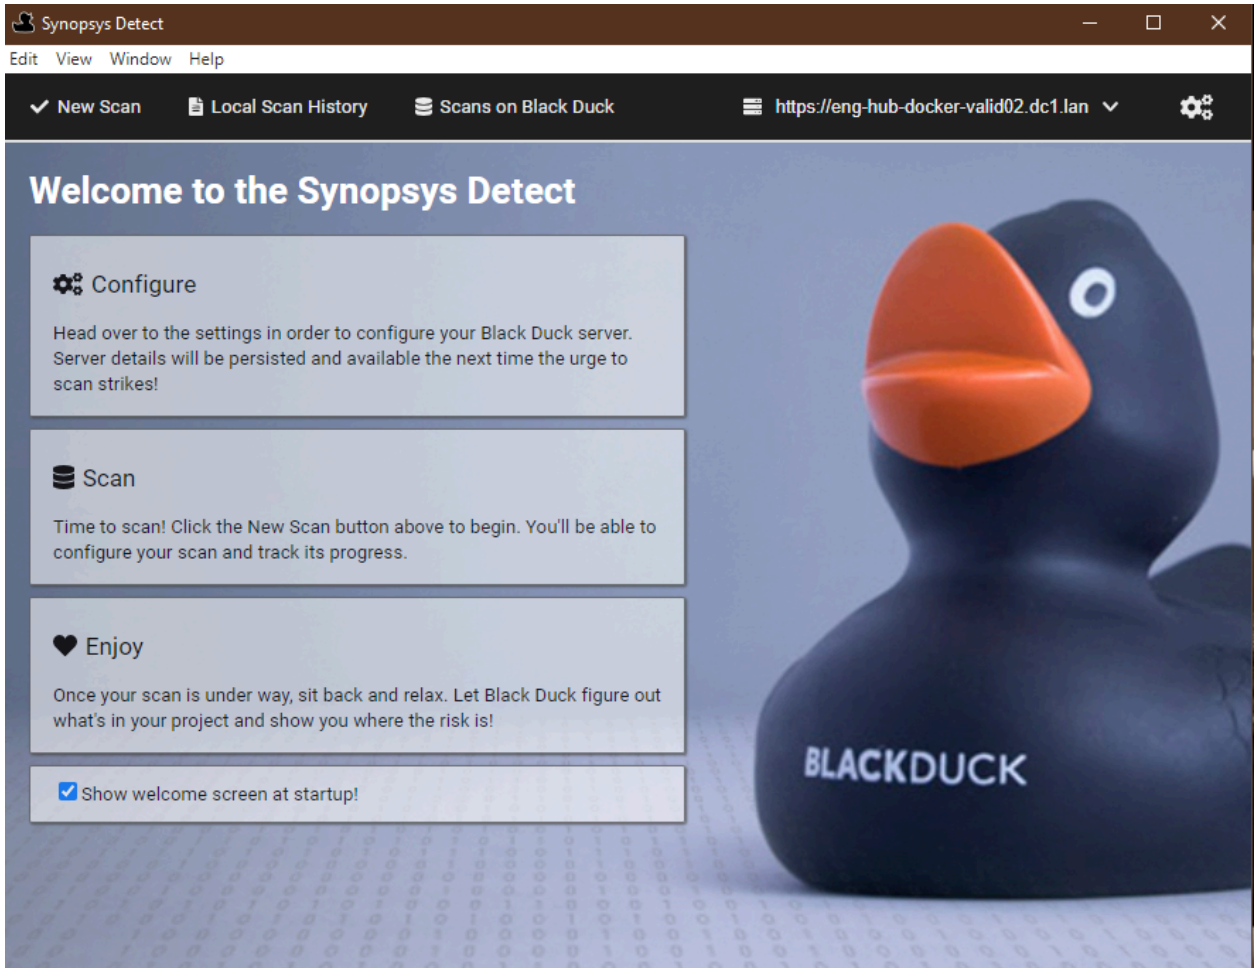 Synopsys Detect
Edit View Window Help
New Scan Local Scan History Scans on Black Duck https://eng-hub-docker-valid02.dc1.lan
Welcome to the Synopsys Detect
Configure
Head over to the settings in order to configure your Black Duck server.
Server details will be persisted and available the next time the urge to
scan strikes!
Scan
Time to scan! Click the New Scan button above to begin. You'll be able to
configure your scan and track its progress.
Enjoy
Once your scan is under way, sit back and relax. Let Black Duck figure out
what's in your project and show you where the risk is!
Show welcome screen at startup!
BLACKDUCK